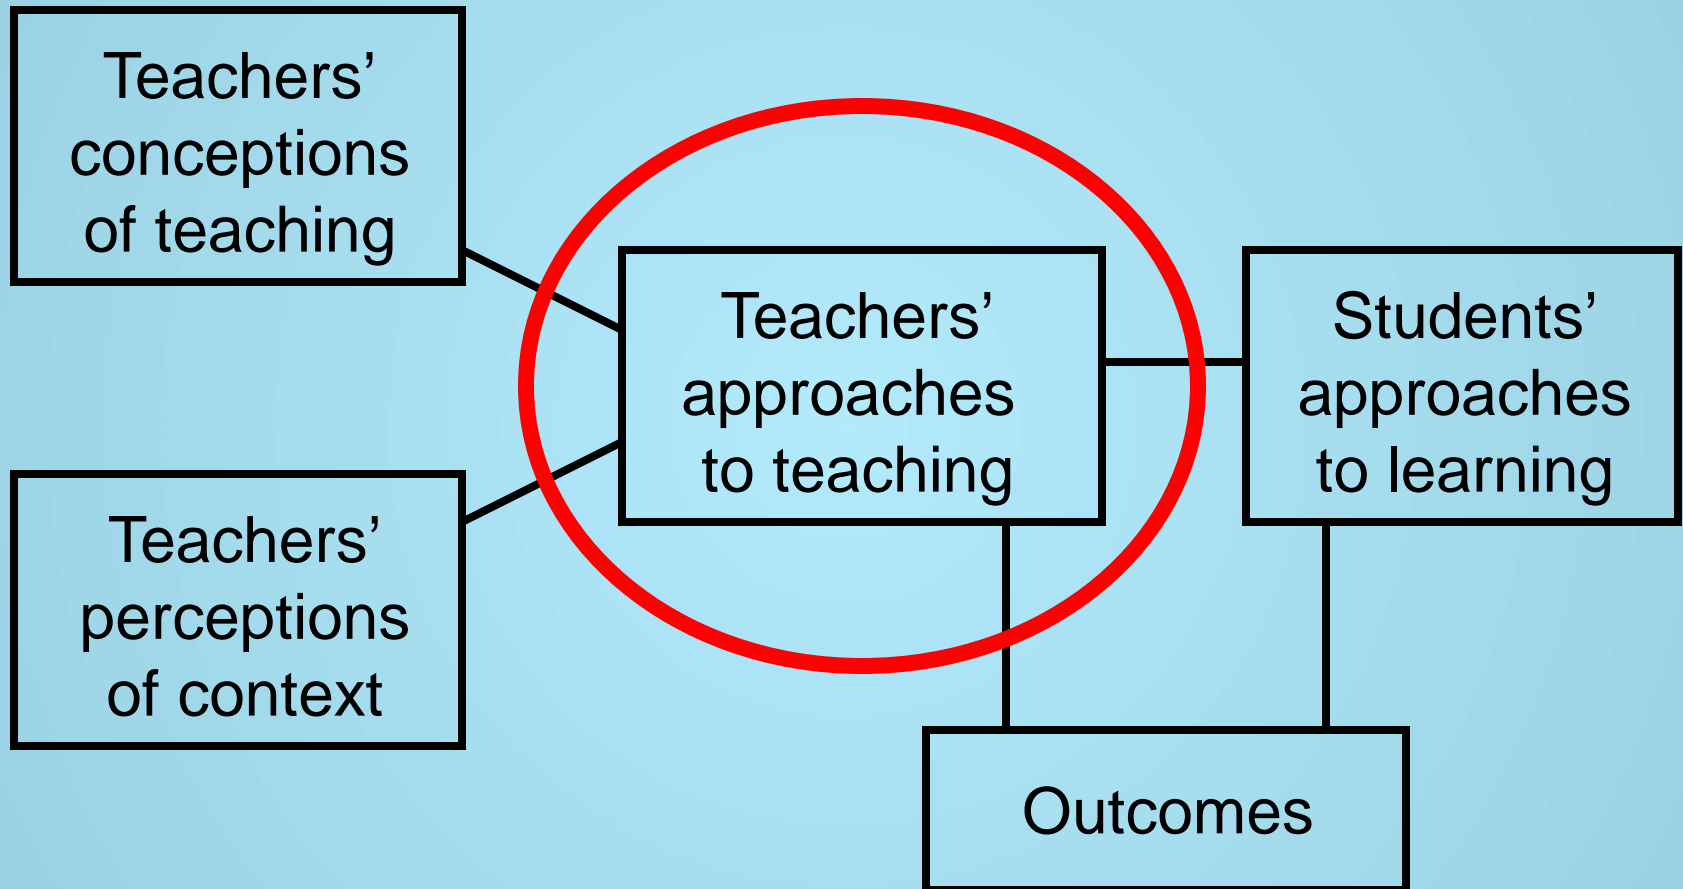 Teachers’
conceptions
of teaching
Teachers’
perceptions
of context
Teachers’
approaches
to teaching
Students’
approaches
to learning
Outcomes